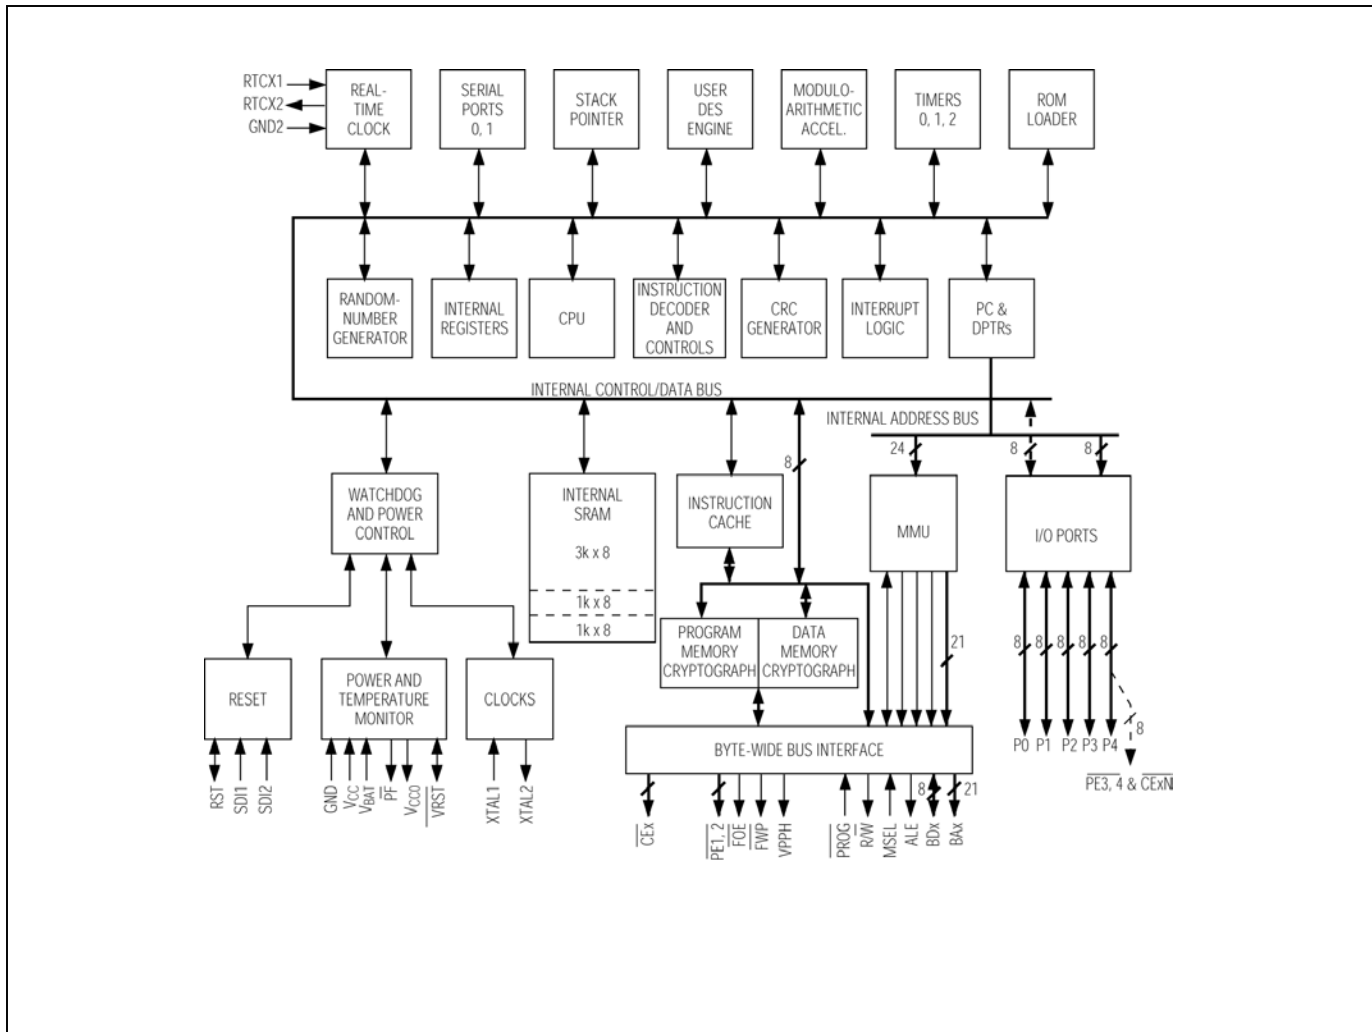 RTCX1
RTCX2
GND2
REAL-
TIME
CLOCK
SERIAL
PORTS
0, 1
STACK
POINTER
USER
DES
ENGINE
MODULO-
ARITHMETIC
ACCEL.
TIMERS
0, 1, 2
ROM
LOADER
RANDOM-
NUMBER
GENERATOR
INTERNAL
REGISTERS
CPU
INSTRUCTION
DECODER
AND
CONTROLS
CRC
GENERATOR
INTERRUPT
LOGIC
PC &
DPTRs
INTERNAL CONTROL/DATA BUS
INTERNAL ADDRESS BUS
8
24
8
8
WATCHDOG
AND POWER
CONTROL
INTERNAL
SRAM
3k x 8
1k x 8
1k x 8
INSTRUCTION
CACHE
MMU
I/O PORTS
PROGRAM
MEMORY
CRYPTOGRAPH
DATA
MEMORY
CRYPTOGRAPH
21
8
8
8
8
8
RESET
POWER AND
TEMPERATURE
MONITOR
CLOCKS
BYTE-WIDE BUS INTERFACE
P0
P1
P2
P3
P4
8
PE3, 4 & CExN
RST
SDI1
SDI2
GND
VCC
VBAT
PF
VCCO
VRST
XTAL1
XTAL2
8
21
CEx
PE1, 2
FOE
FWP
VPPH
PROG
R/W
MSEL
ALE
BDx
BAx